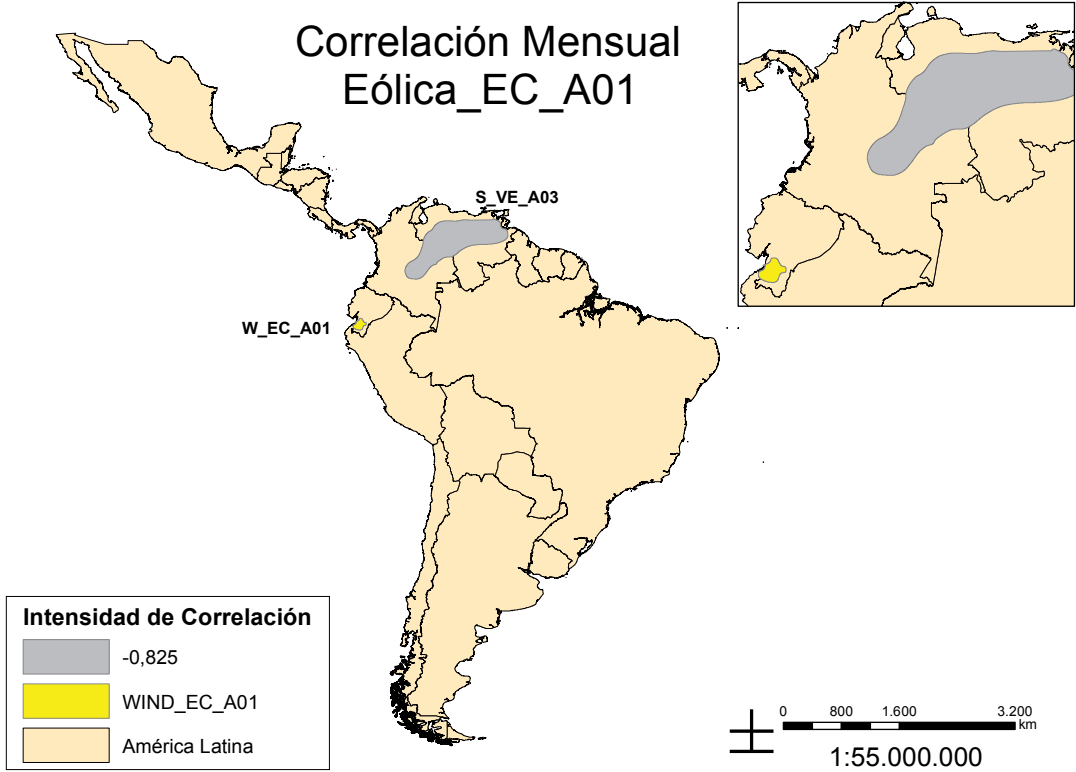 Correlación Mensual
Eólica_EC_A01
S_VE_A03
W_EC_A01
Intensidad de Correlación
-0,825
WIND_EC_A01
América Latina
0 800 1.600 3.200
km
1:55.000.000